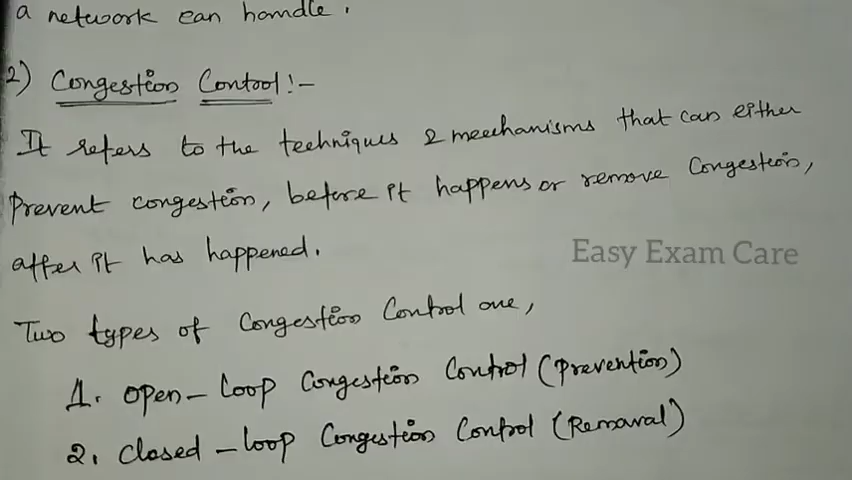 a network can handle.
2) Congestion Control :-
It refers to the techniques & mechanisms that can either
prevent congestion, before it happens or remove Congestion,
after it has happened.
Easy Exam Care
Two types of Congestion Control are,
1. Open-Loop Congestion Control (Prevention)
2. Closed-loop Congestion Control (Removal)